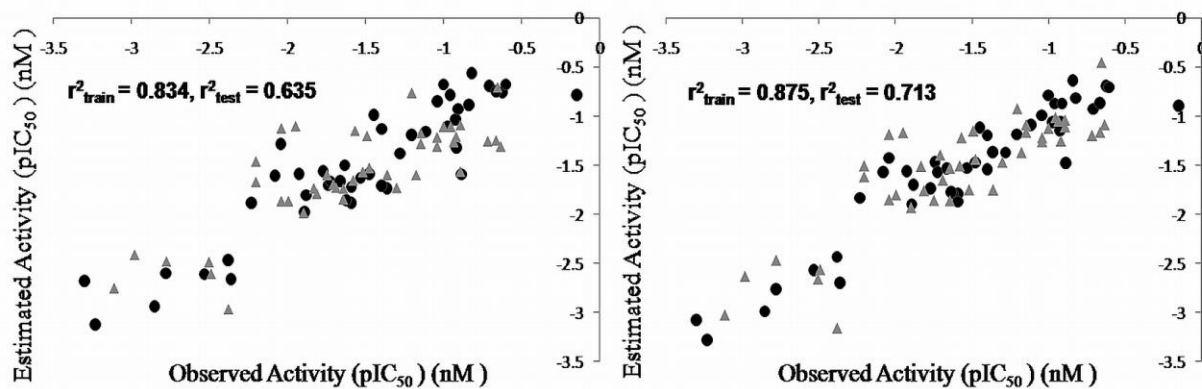 -3.5 -3 -2.5 -2 -1.5 -1 -0.5 0
0
-0.5
-1
-1.5
-2
-2.5
-3
-3.5
r²train = 0.834, r²test = 0.635
Estimated Activity (pIC50) (nM)
Observed Activity (pIC50) (nM)
-3.5 -3 -2.5 -2 -1.5 -1 -0.5 0
0
-0.5
-1
-1.5
-2
-2.5
-3
-3.5
r²train = 0.875, r²test = 0.713
Estimated Activity (pIC50) (nM)
Observed Activity (pIC50) (nM)